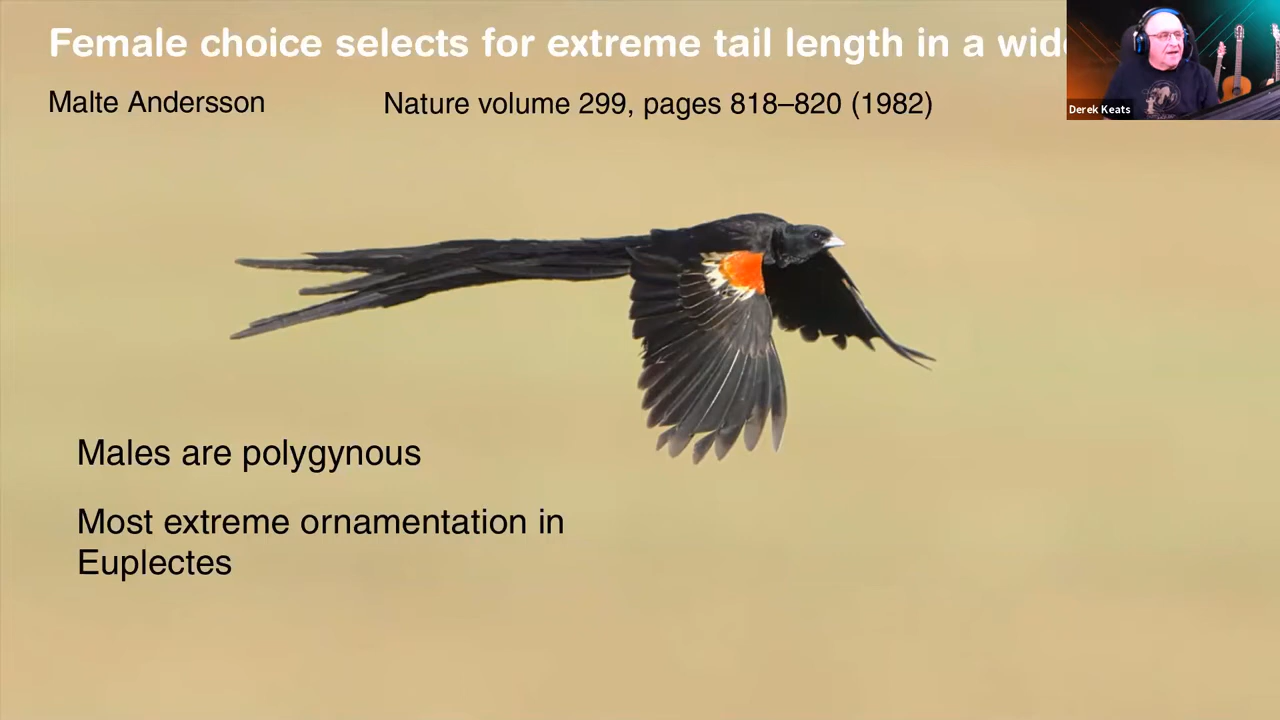 Female choice selects for extreme tail length in a
Malte Andersson
Nature volume 299, pages 818–820 (1982)
Derek Keats
Males are polygynous
Most extreme ornamentation in
Euplectes